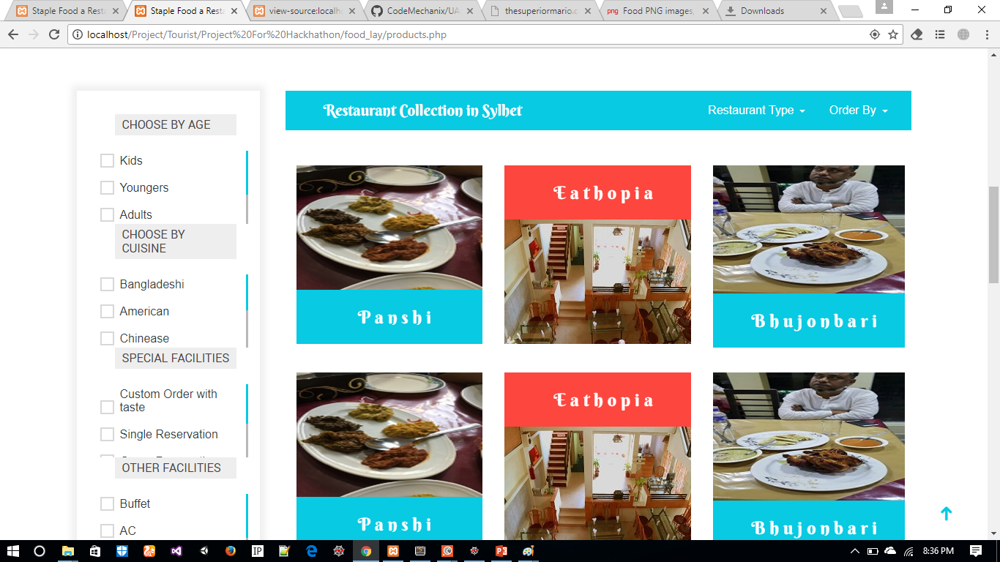 Staple Food a Resta
Staple Food a Resta
view-source:localh
CodeMechanix/UA
thesuperiormario.c
png Food PNG images,
Downloads
localhost/Project/Tourist/Project%20For%20Hackhathon/food_lay/products.php
CHOOSE BY AGE
Kids
Youngers
Adults
CHOOSE BY
CUISINE
Bangladeshi
American
Chinease
SPECIAL FACILITIES
Custom Order with
taste
Single Reservation
OTHER FACILITIES
Buffet
AC
Restaurant Collection in Sylhet
Restaurant Type
Order By
Panshi
Eathopia
Bhujonbari
Panshi
Eathopia
Bhujonbari
IP
8:36 PM